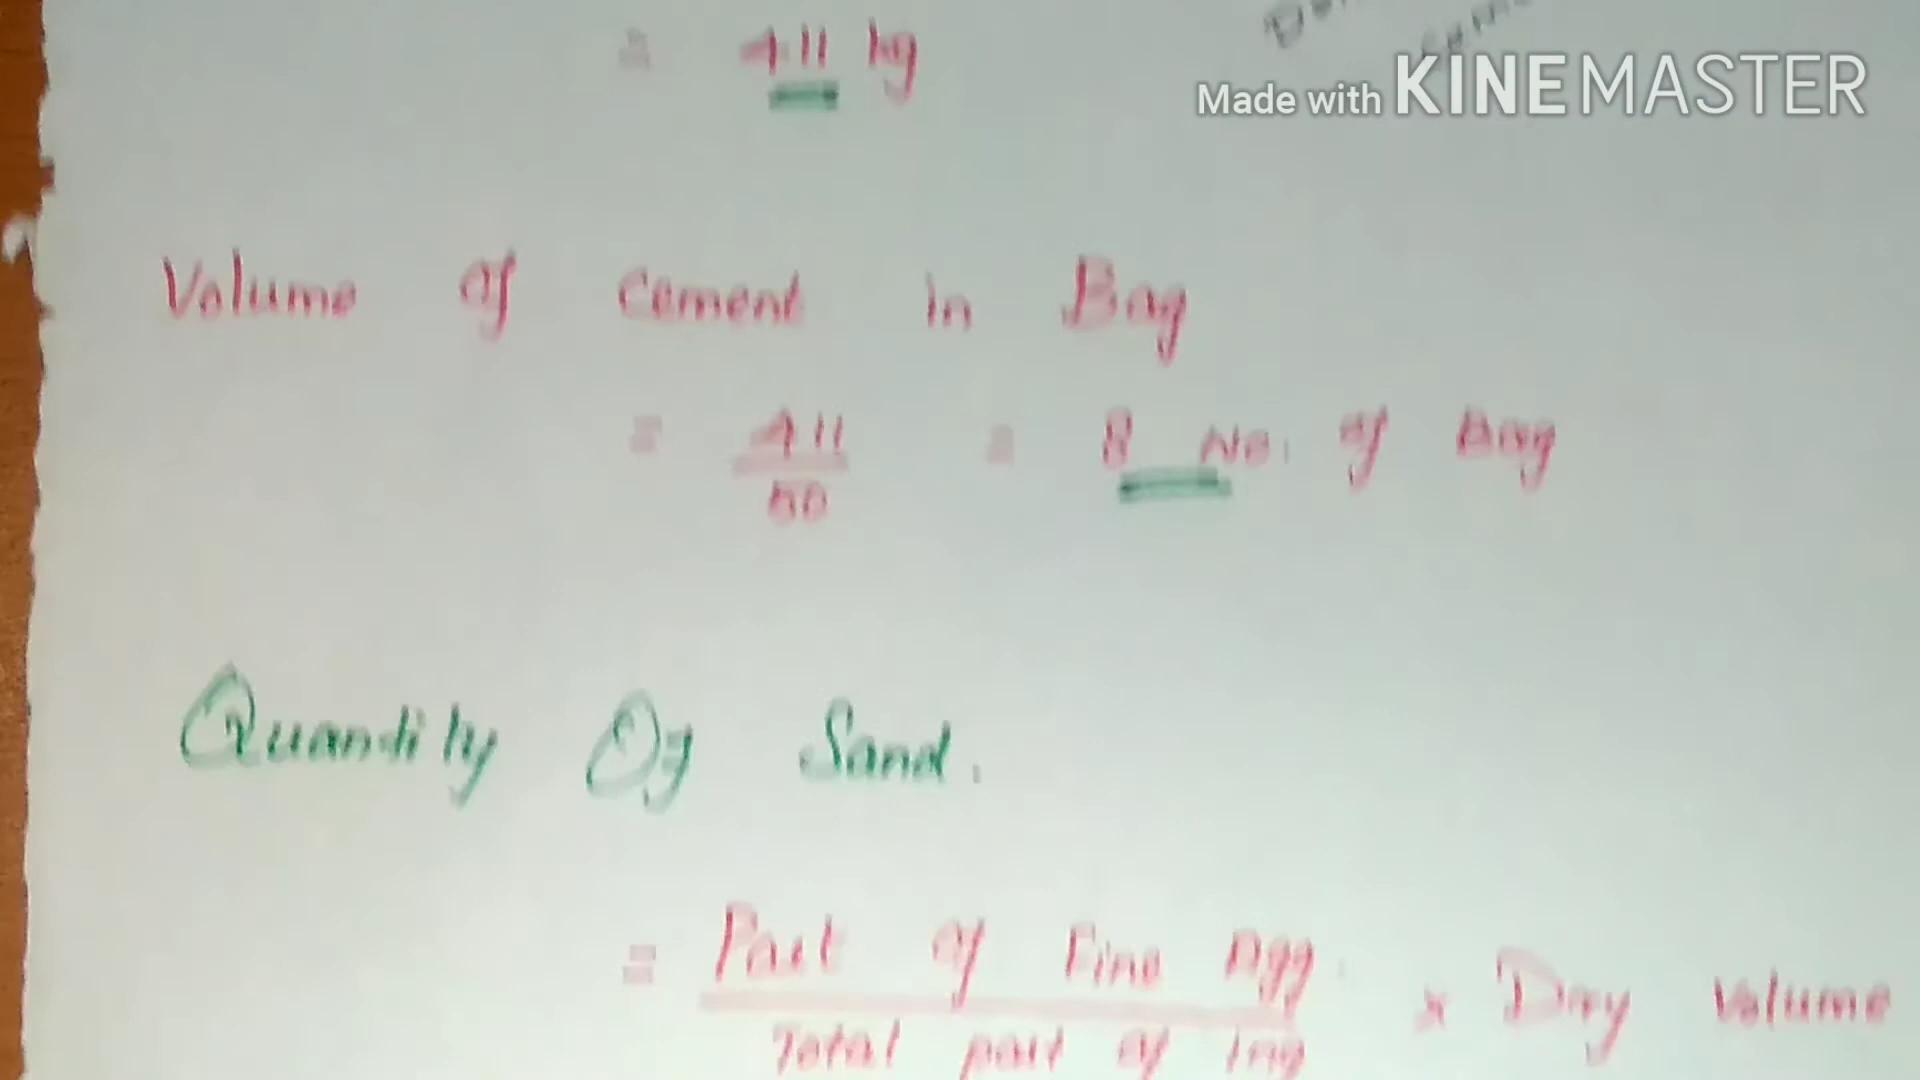 = 411 kg
Made with KINEMASTER
Volume of cement in Bag
= 411/50 = 8 No. of Bag
Quantity Of Sand.
= Part of Fine Agg. / Total part of Ing × Dry Volume